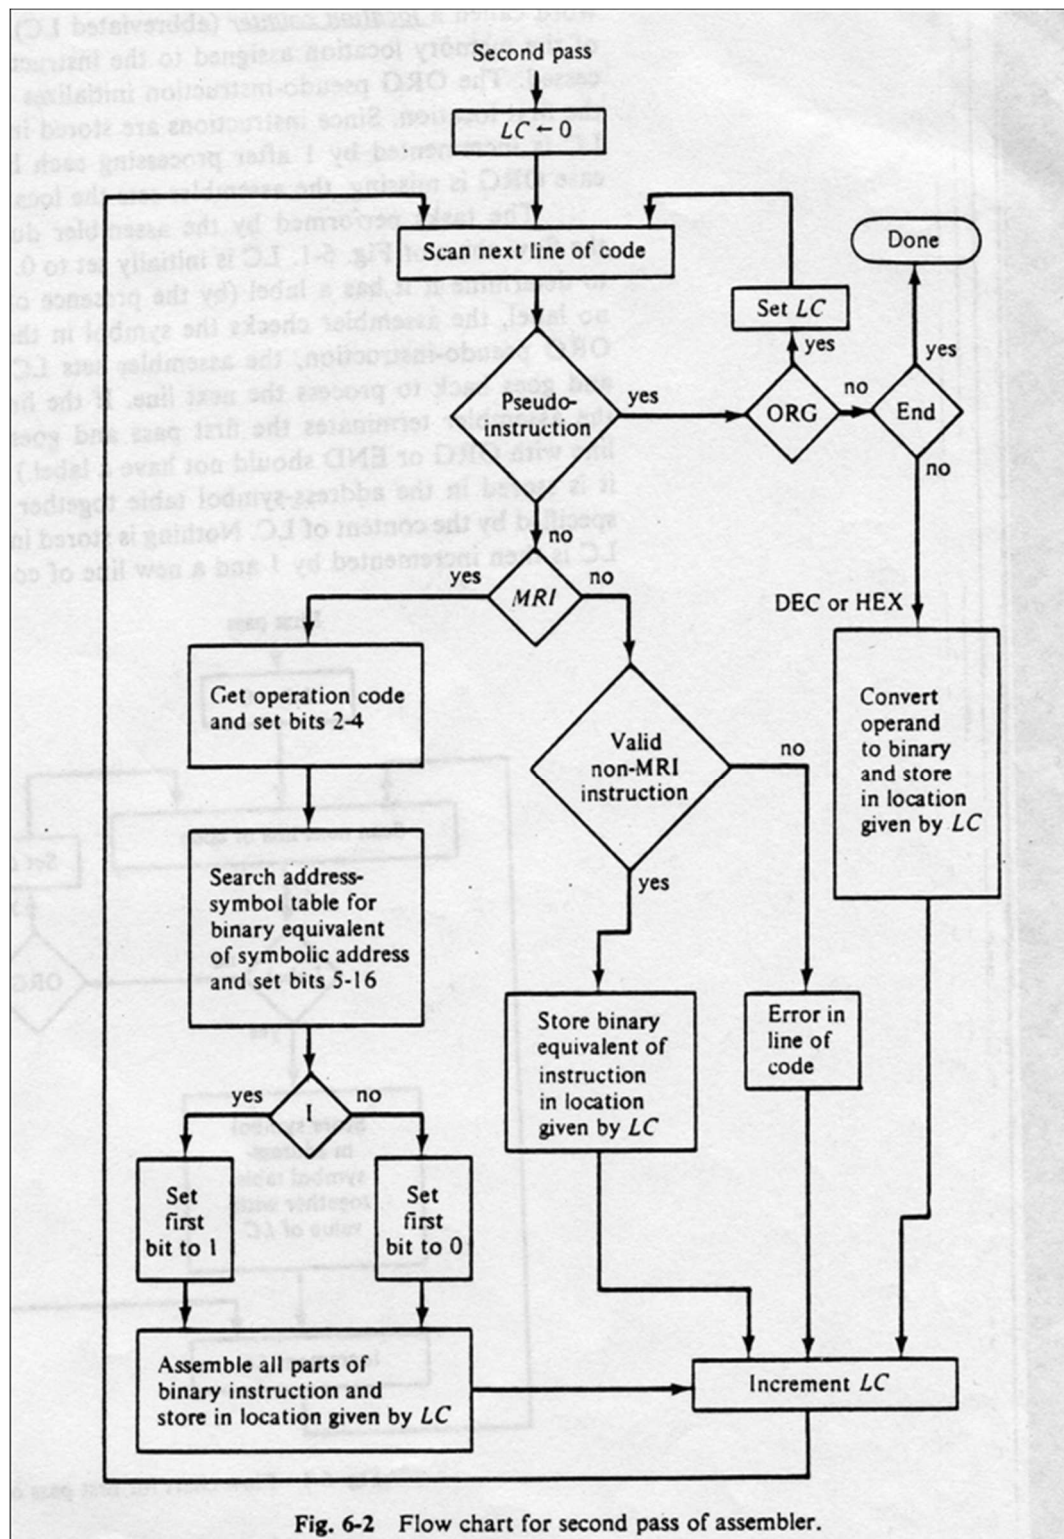 Second pass
LC ← 0
Scan next line of code
Done
Set LC
yes
yes
Pseudo-
instruction
yes
ORG
no
End
no
no
yes
MRI
no
DEC or HEX
Get operation code
and set bits 2-4
Valid
non-MRI
instruction
no
Convert
operand
to binary
and store
in location
given by LC
yes
Search address-
symbol table for
binary equivalent
of symbolic address
and set bits 5-16
Store binary
equivalent of
instruction
in location
given by LC
Error in
line of
code
yes
I
no
Set
first
bit to 1
Set
first
bit to 0
Assemble all parts of
binary instruction and
store in location given by LC
Increment LC
Fig. 6-2 Flow chart for second pass of assembler.